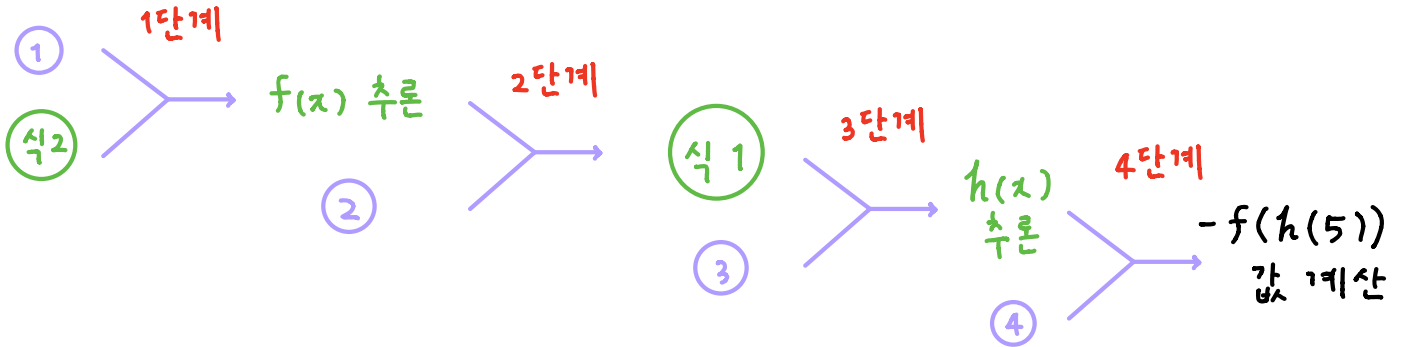 1단계
①
식2
f(x) 추론
2단계
②
식 1
3단계
③
h(x)
추론
4단계
④
-f(h(5))
값 계산